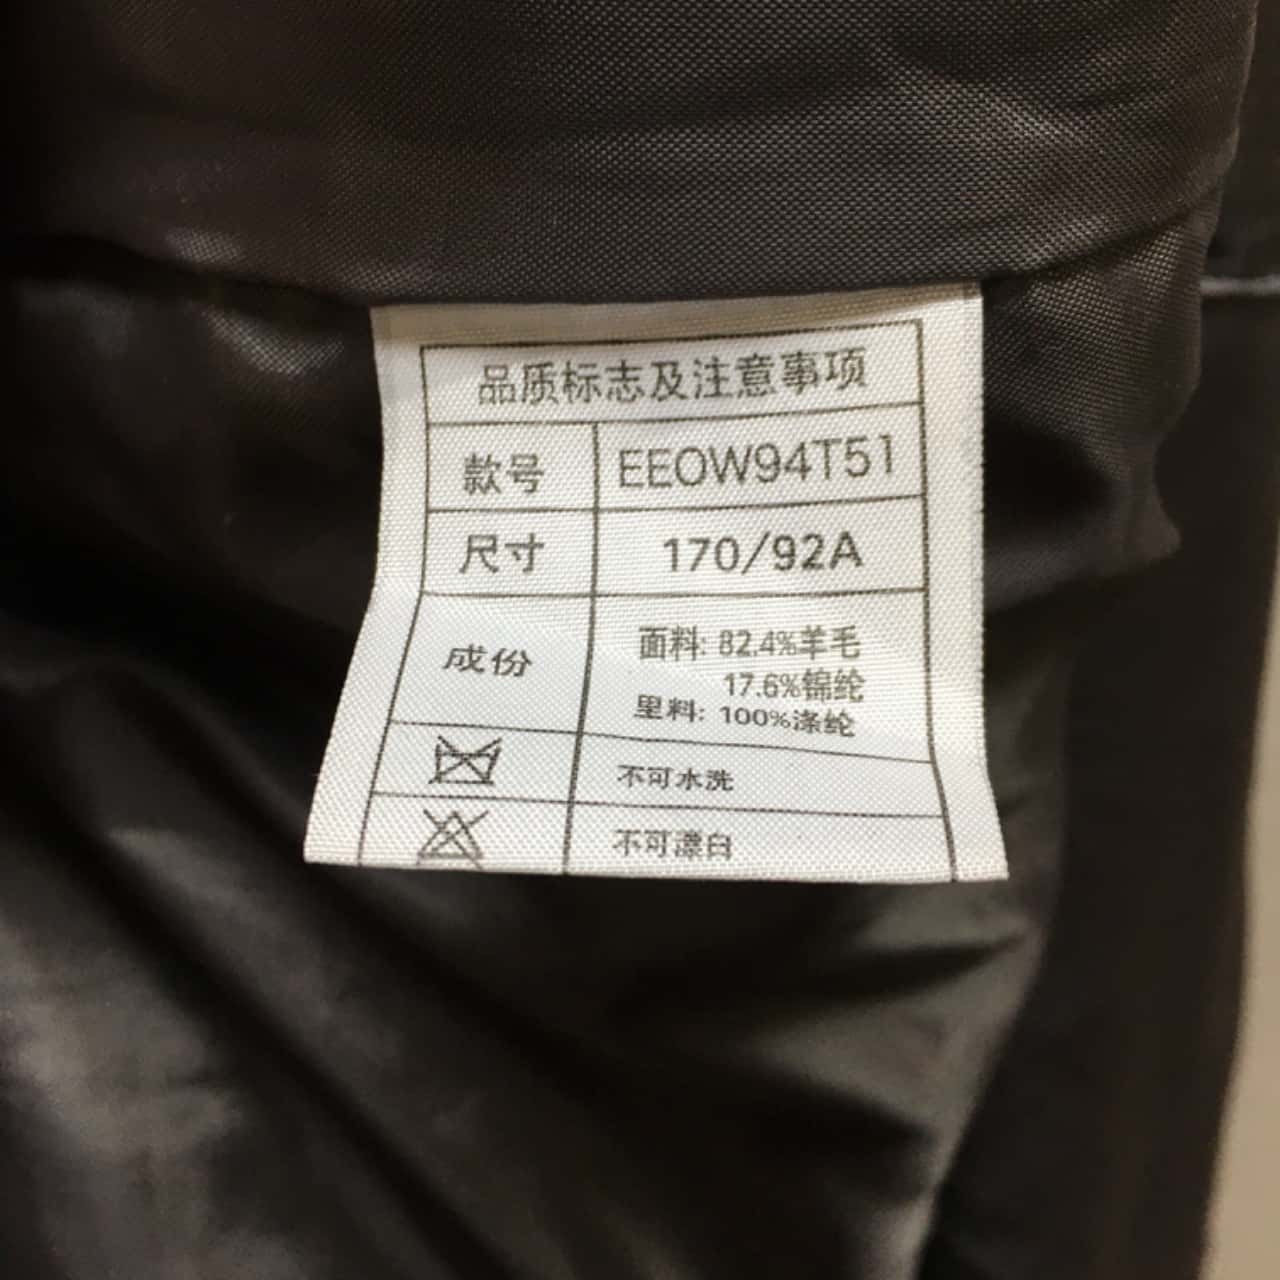 品质标志及注意事项
款号 EEOW94T51
尺寸 170/92A
成份 面料: 82.4%羊毛
17.6%锦纶
里料: 100%涤纶
不可水洗
不可漂白